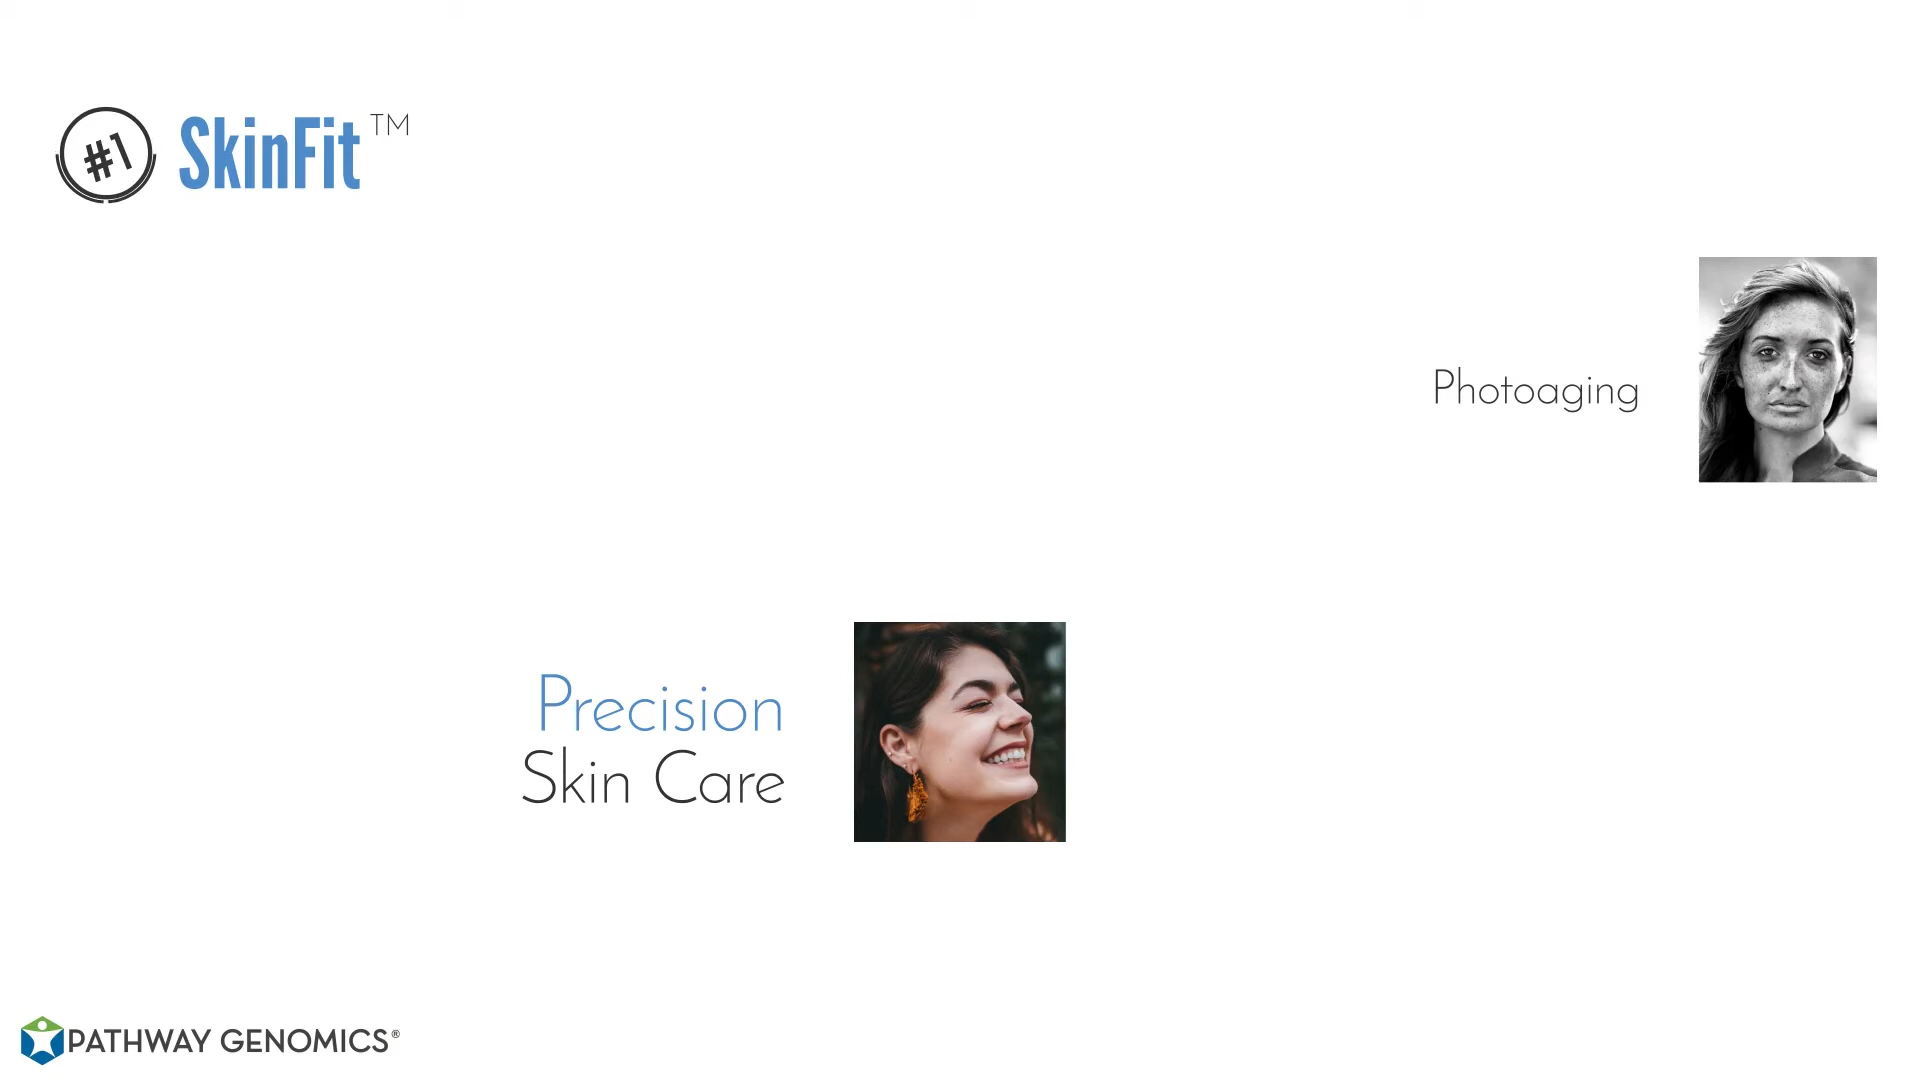 #1 SkinFit™
Photoaging
Precision
Skin Care
PATHWAY GENOMICS®